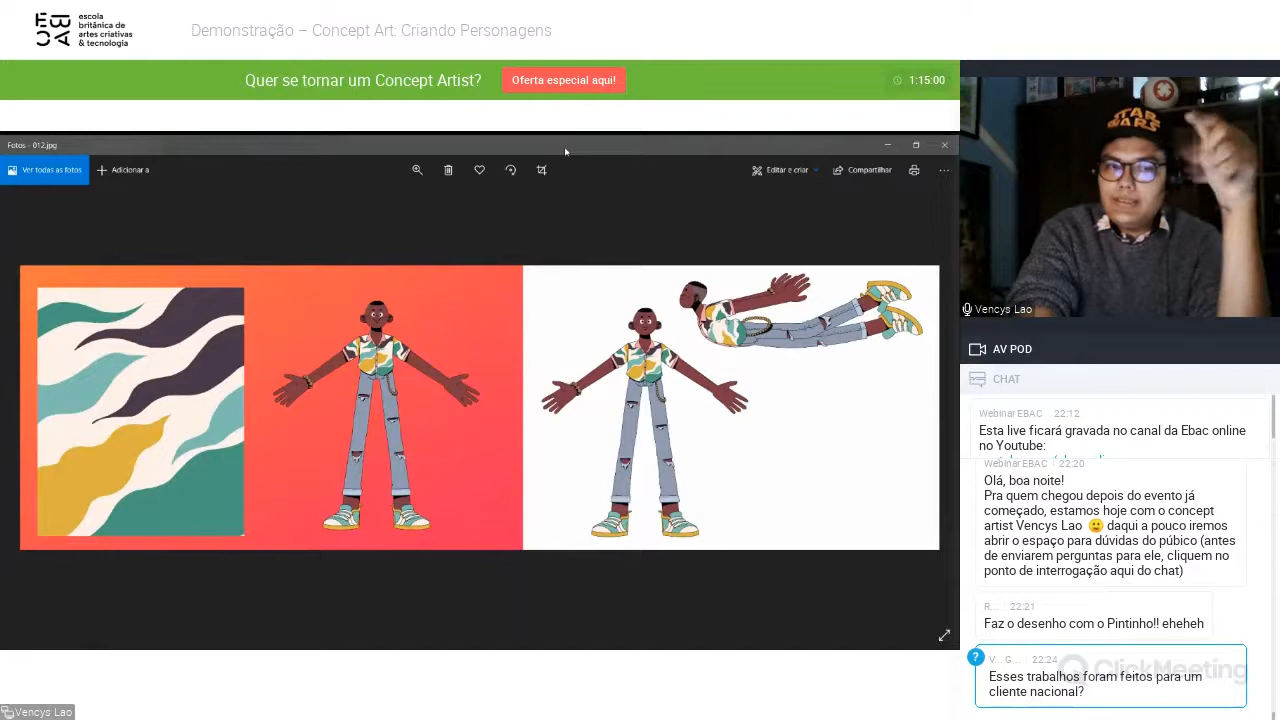 EBAC
escola
britânica de
artes criativas
& tecnologia
Demonstração – Concept Art: Criando Personagens
Quer se tornar um Concept Artist?
Oferta especial aqui!
1:15:00
Fotos - 012.jpg
Ver todas as fotos
Adicionar a
Editar e criar
Compartilhar
STAR
WARS
Vencys Lao
AV POD
CHAT
Webinar EBAC 22:12
Esta live ficará gravada no canal da Ebac online
no Youtube:
Webinar EBAC 22:20
Olá, boa noite!
Pra quem chegou depois do evento já
começado, estamos hoje com o concept
artist Vencys Lao 🙂 daqui a pouco iremos
abrir o espaço para dúvidas do púbico (antes
de enviarem perguntas para ele, cliquem no
ponto de interrogação aqui do chat)
R... 22:21
Faz o desenho com o Pintinho!! eheheh
?
V... G... 22:24
Esses trabalhos foram feitos para um
cliente nacional?
ClickMeeting
Vencys Lao